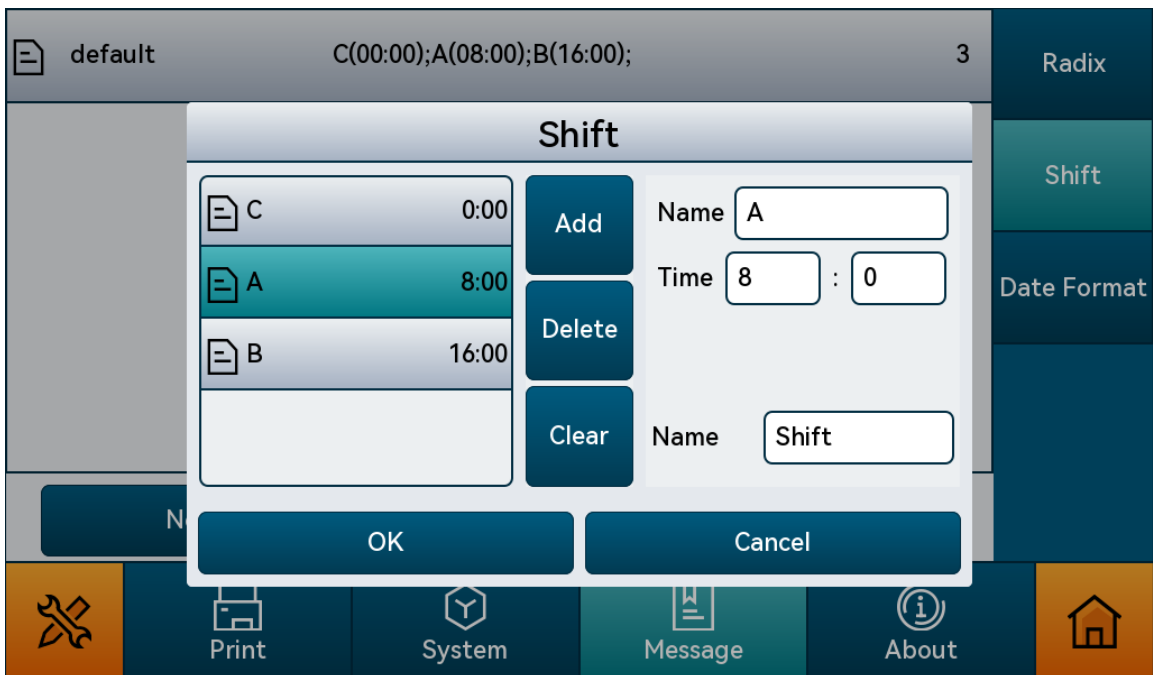 default C(00:00);A(08:00);B(16:00); 3
Radix
Shift
Date Format
Shift
C 0:00
A 8:00
B 16:00
Add
Delete
Clear
Name A
Time 8 : 0
Name Shift
OK
Cancel
Print
System
Message
About